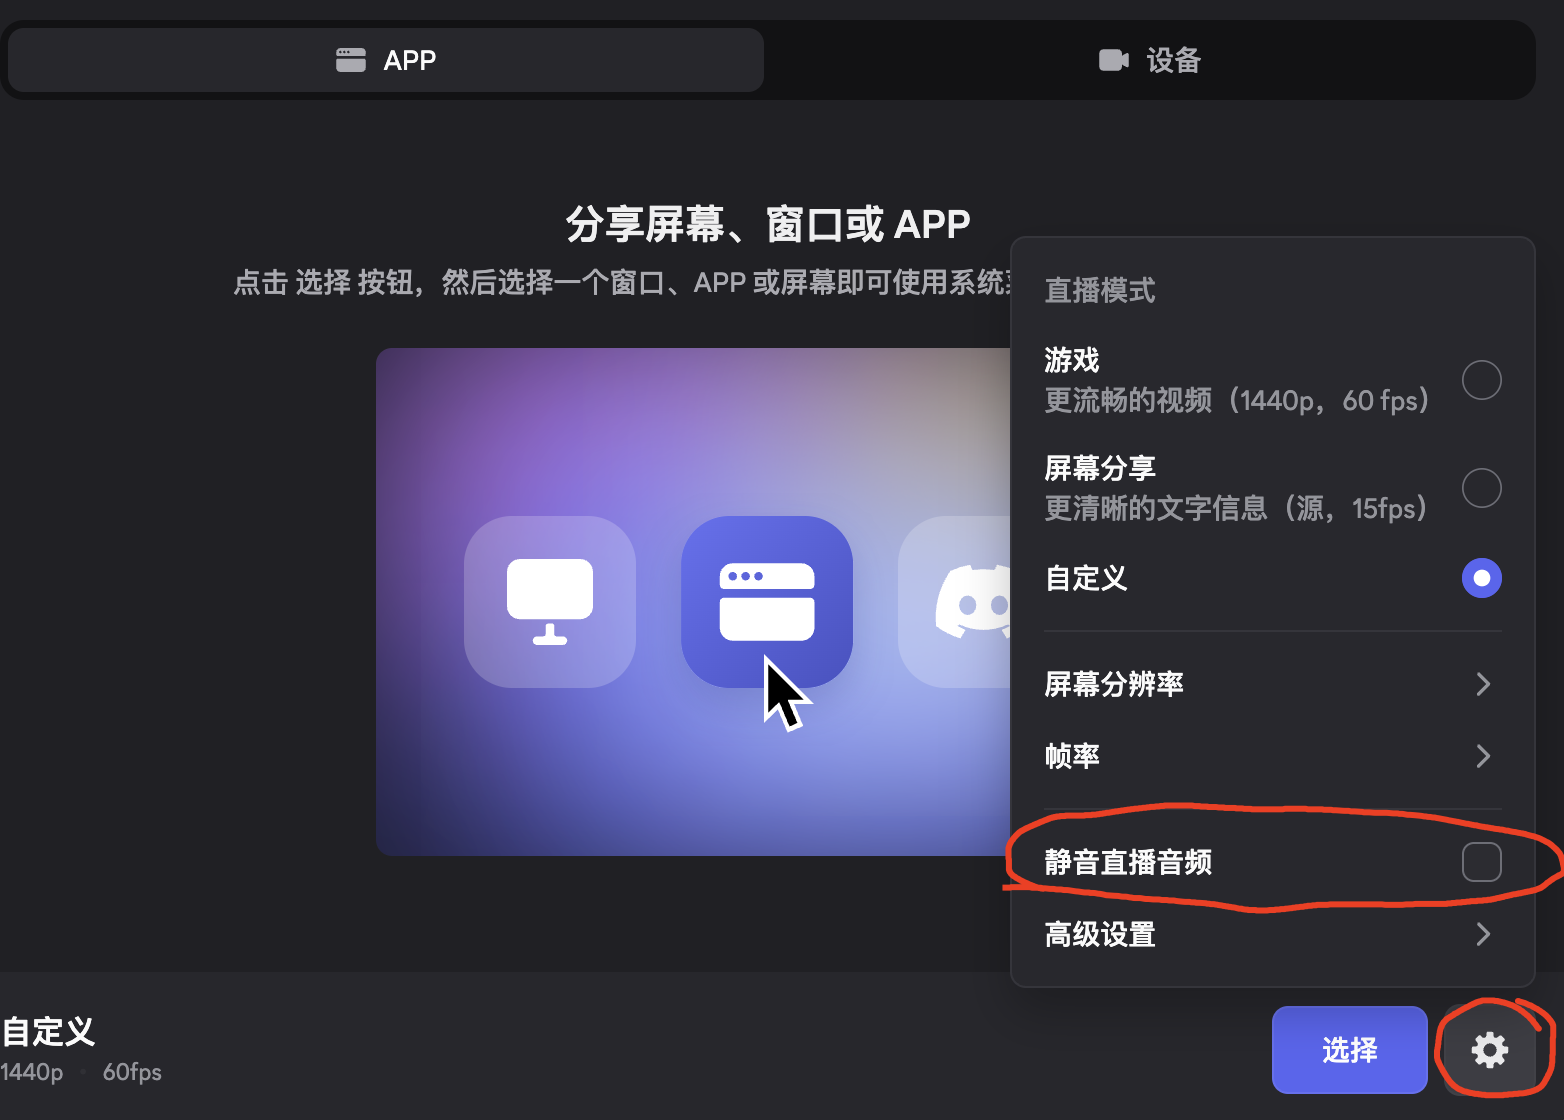 APP
设备
分享屏幕、窗口或 APP
点击 选择 按钮，然后选择一个窗口、APP 或屏幕即可使用系统
直播模式
游戏
更流畅的视频（1440p，60 fps）
屏幕分享
更清晰的文字信息（源，15fps）
自定义
屏幕分辨率
帧率
静音直播音频
高级设置
自定义
1440p • 60fps
选择